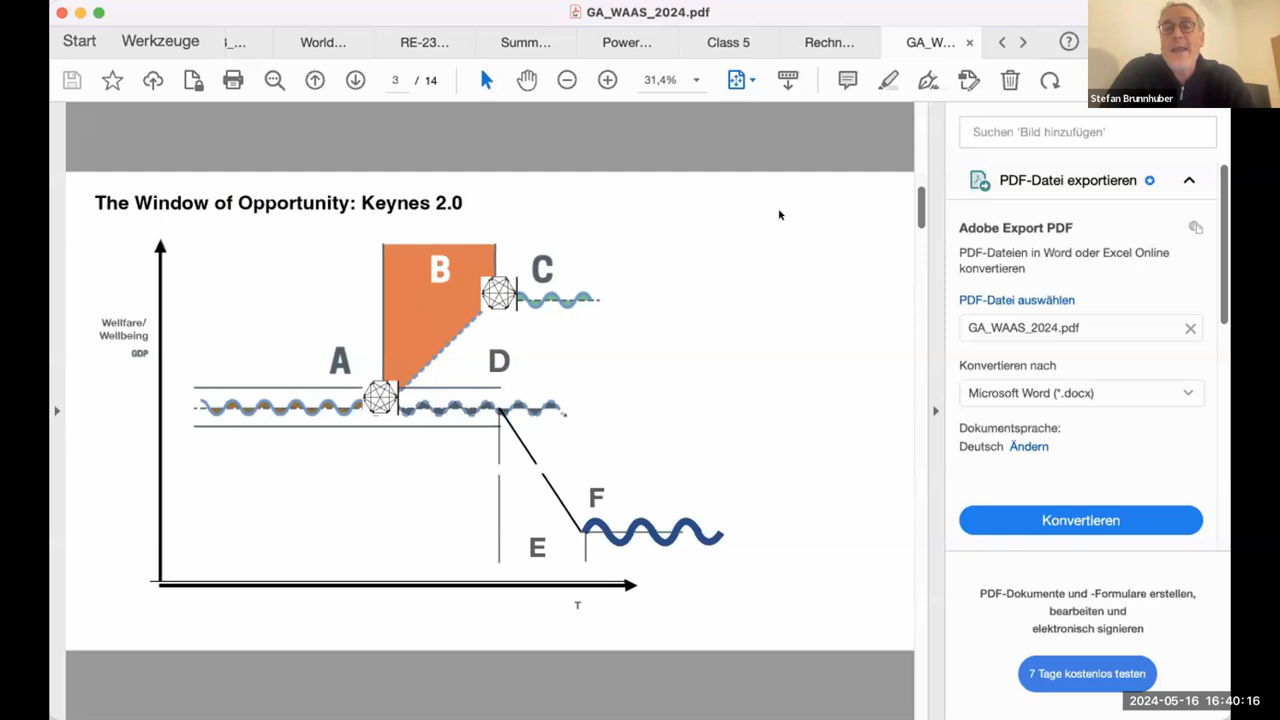 GA_WAAS_2024.pdf
Start
Werkzeuge
_...
World...
RE-23...
Summ...
Power...
Class 5
Rechn...
GA_W...
3 / 14
31,4%
Stefan Brunnhuber
The Window of Opportunity: Keynes 2.0
Wellfare/
Wellbeing
GDP
A
B
C
D
E
F
T
Suchen 'Bild hinzufügen'
PDF-Datei exportieren
Adobe Export PDF
PDF-Dateien in Word oder Excel Online
konvertieren
PDF-Datei auswählen
GA_WAAS_2024.pdf
Konvertieren nach
Microsoft Word (*.docx)
Dokumentsprache:
Deutsch Ändern
Konvertieren
PDF-Dokumente und -Formulare erstellen,
bearbeiten und
elektronisch signieren
7 Tage kostenlos testen
2024-05-16 16:40:16